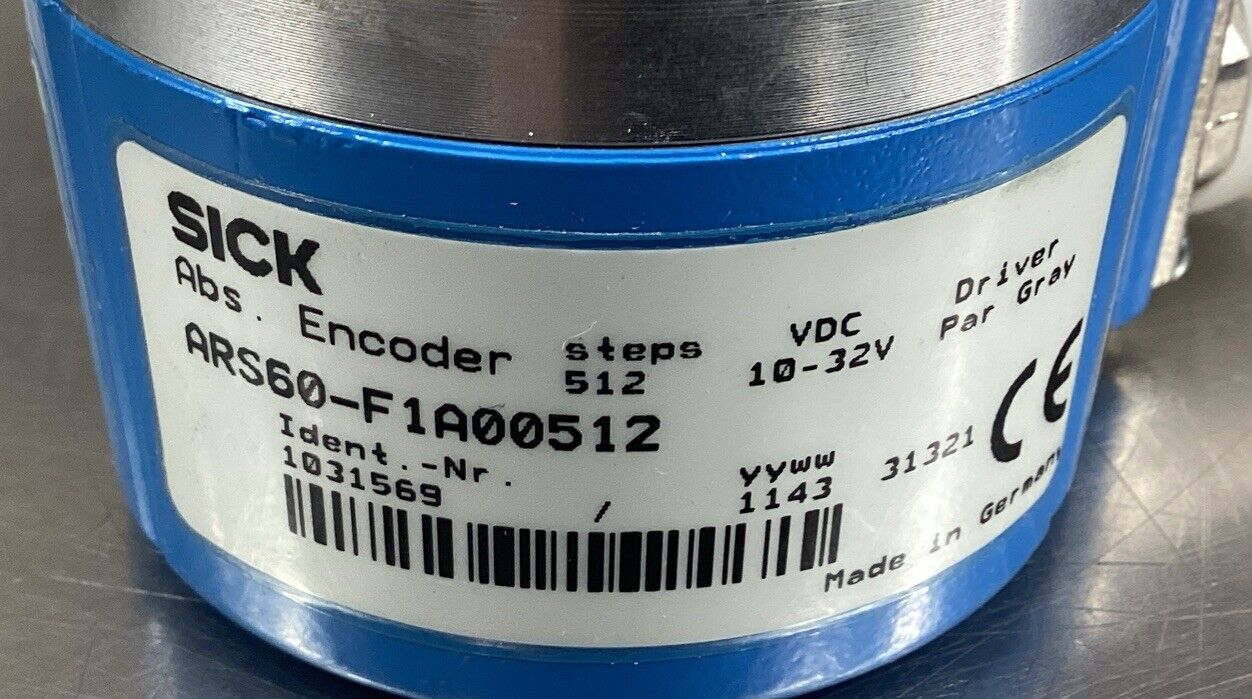 SICK
Abs. Encoder
ARS60-F1A00512
steps
512
VDC
10-32V
Driver
Par Gray
Ident.-Nr.
1031569
/
yyww
1143
31321
CE
Made in Germany